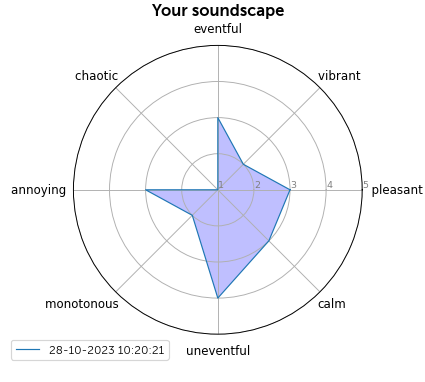 Your soundscape
eventful
chaotic
vibrant
annoying
1 2 3 4 5
pleasant
monotonous
calm
uneventful
28-10-2023 10:20:21